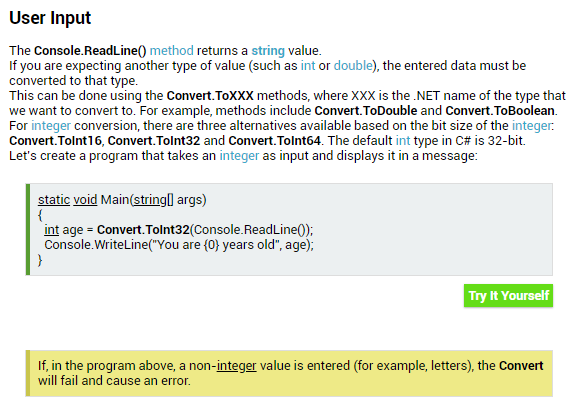 User Input
The Console.ReadLine() method returns a string value.
If you are expecting another type of value (such as int or double), the entered data must be
converted to that type.
This can be done using the Convert.ToXXX methods, where XXX is the .NET name of the type that
we want to convert to. For example, methods include Convert.ToDouble and Convert.ToBoolean.
For integer conversion, there are three alternatives available based on the bit size of the integer:
Convert.ToInt16, Convert.ToInt32 and Convert.ToInt64. The default int type in C# is 32-bit.
Let's create a program that takes an integer as input and displays it in a message:
static void Main(string[] args)
{
int age = Convert.ToInt32(Console.ReadLine());
Console.WriteLine("You are {0} years old", age);
}
Try It Yourself
If, in the program above, a non-integer value is entered (for example, letters), the Convert
will fail and cause an error.